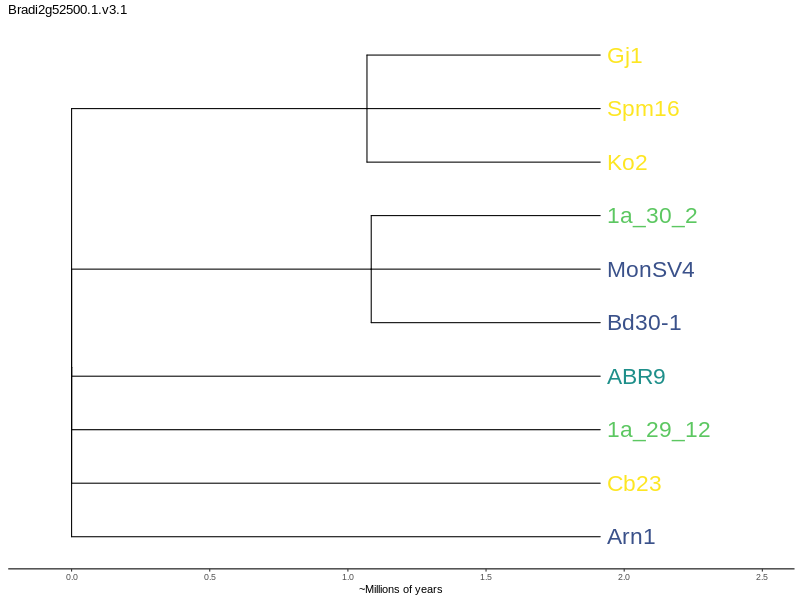 Bradi2g52500.1.v3.1
Gj1
Spm16
Ko2
1a_30_2
MonSV4
Bd30-1
ABR9
1a_29_12
Cb23
Arn1
0.0 0.5 1.0 1.5 2.0 2.5
~Millions of years